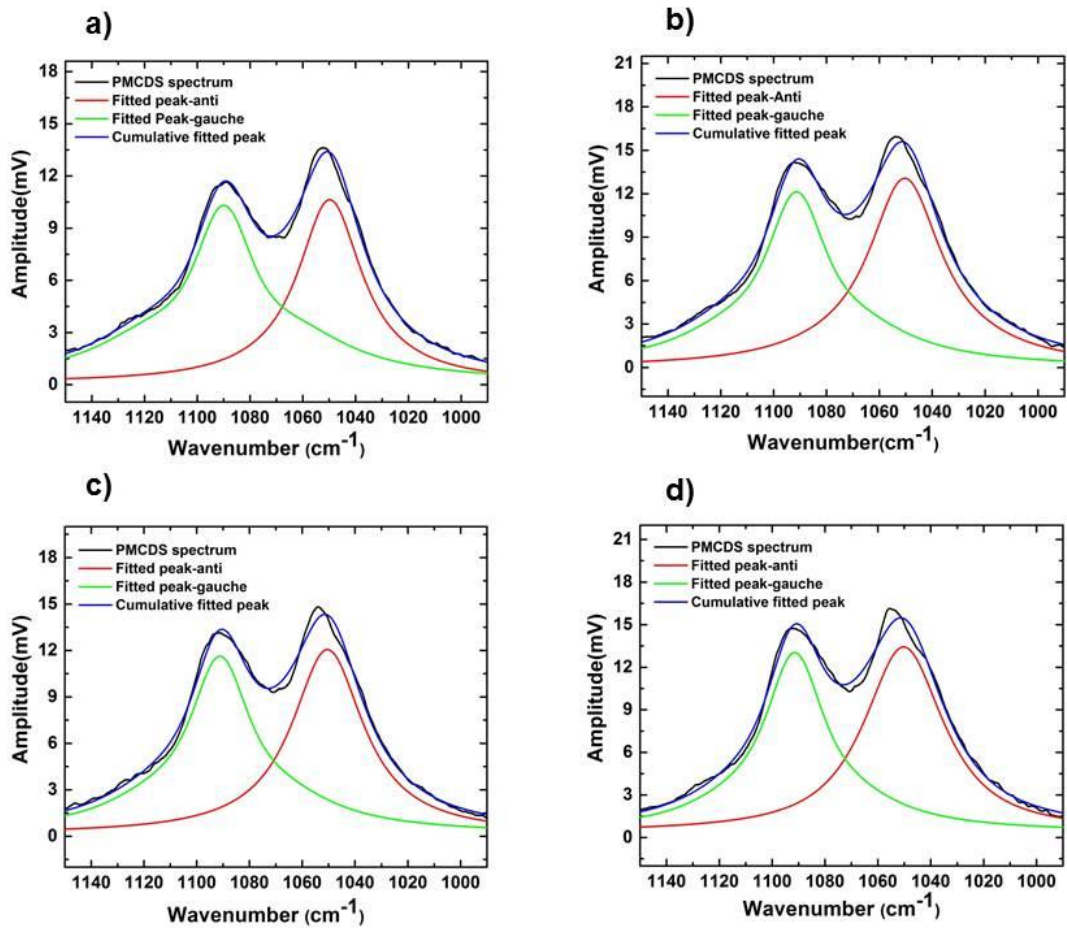 a)
18
15
12
9
6
3
0
Amplitude(mV)
PMCDS spectrum
Fitted peak-anti
Fitted Peak-gauche
Cumulative fitted peak
1140 1120 1100 1080 1060 1040 1020 1000
Wavenumber (cm-1)
b)
21
18
15
12
9
6
3
0
Amplitude(mV)
PMCDS spectrum
Fitted peak-Anti
Fitted peak-gauche
Cumulative fitted peak
1140 1120 1100 1080 1060 1040 1020 1000
Wavenumber(cm-1)
c)
18
15
12
9
6
3
0
Amplitude(mV)
PMCDS spectrum
Fitted peak-anti
Fitted peak-gauche
Cumulative fitted peak
1140 1120 1100 1080 1060 1040 1020 1000
Wavenumber (cm-1)
d)
21
18
15
12
9
6
3
0
Amplitude(mV)
PMCDS spectrum
Fitted peak-anti
Fitted peak-gauche
Cumulative fitted peak
1140 1120 1100 1080 1060 1040 1020 1000
Wavenumber (cm-1)